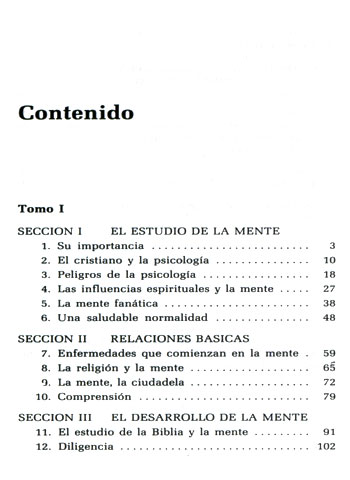 Contenido
Tomo I
SECCION I EL ESTUDIO DE LA MENTE
1. Su importancia .......................... 3
2. El cristiano y la psicología ............... 10
3. Peligros de la psicología ................. 18
4. Las influencias espirituales y la mente ..... 27
5. La mente fanática ....................... 38
6. Una saludable normalidad ............... 48
SECCION II RELACIONES BASICAS
7. Enfermedades que comienzan en la mente . 59
8. La religión y la mente ................... 65
9. La mente, la ciudadela ................... 72
10. Comprensión ........................... 79
SECCION III EL DESARROLLO DE LA MENTE
11. El estudio de la Biblia y la mente ......... 91
12. Diligencia ............................. 102